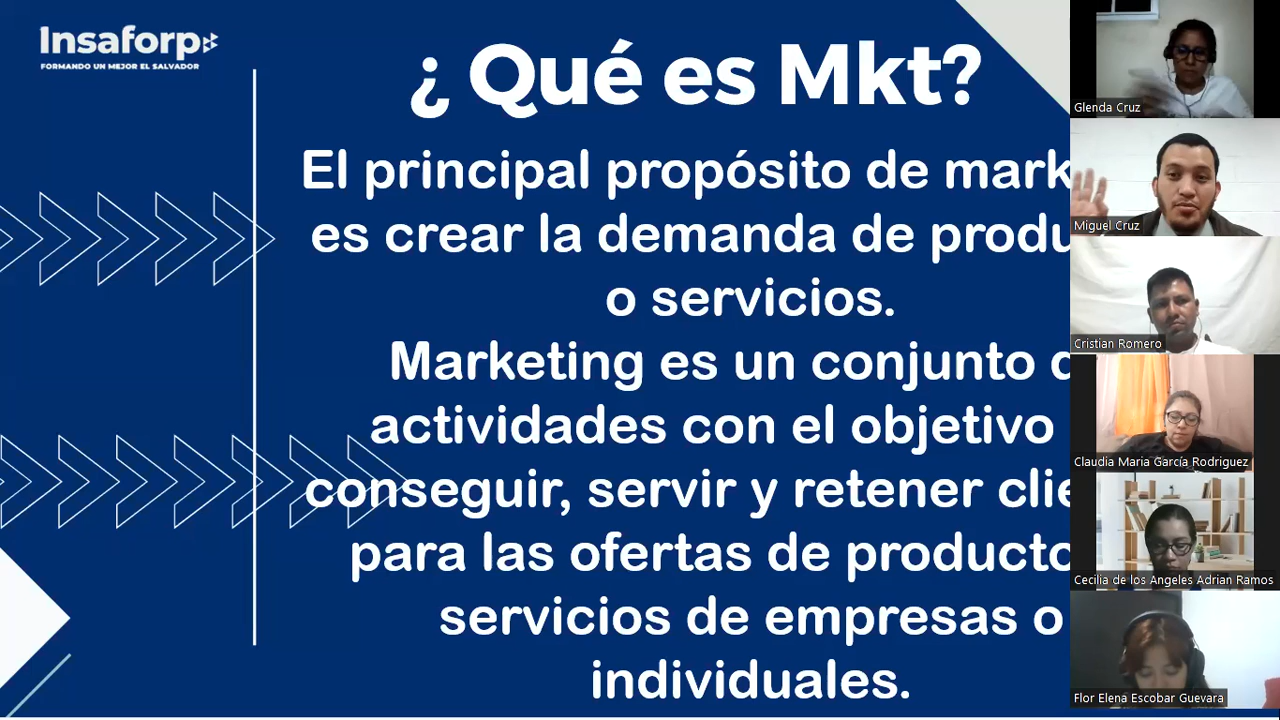 Insaforp
FORMANDO UN MEJOR EL SALVADOR
¿ Qué es Mkt?
El principal propósito de mark
es crear la demanda de produ
o servicios.
Marketing es un conjunto d
actividades con el objetivo
conseguir, servir y retener clie
para las ofertas de producto
servicios de empresas o
individuales.
Glenda Cruz
Miguel Cruz
Cristian Romero
Claudia Maria García Rodriguez
Cecilia de los Angeles Adrian Ramos
Flor Elena Escobar Guevara